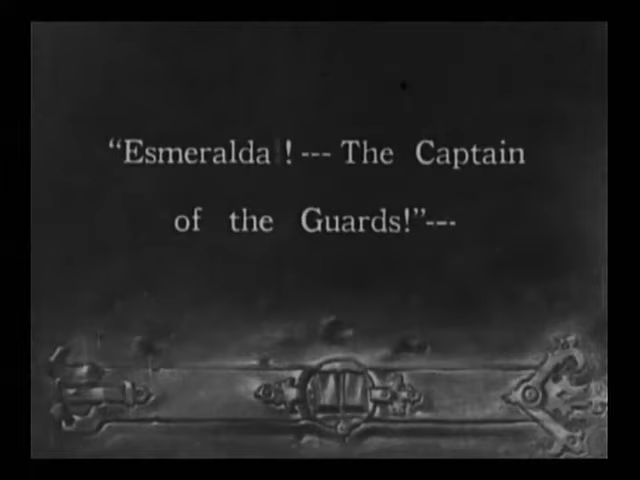 “Esmeralda ! --- The Captain
of the Guards!”---